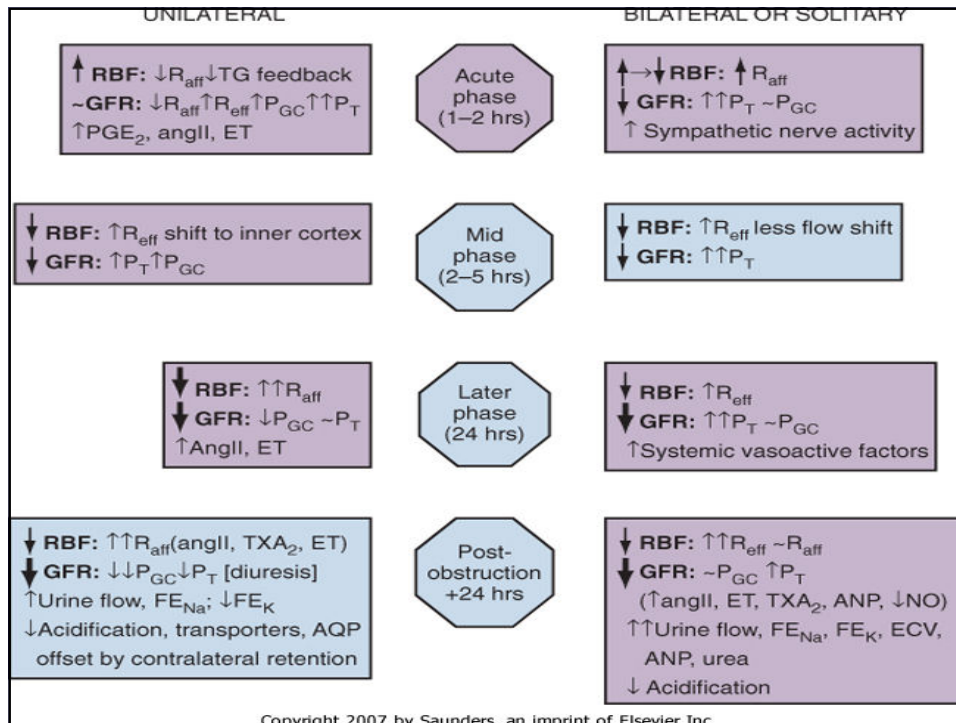 UNILATERAL
BILATERAL OR SOLITARY
↑ RBF: ↓Raff↓TG feedback
~GFR: ↓Raff↑Reff↑PGC↑↑PT
↑PGE2, angII, ET
Acute
phase
(1–2 hrs)
↑→↓RBF: ↑Raff
↓ GFR: ↑↑PT ~PGC
↑ Sympathetic nerve activity
↓ RBF: ↑Reff shift to inner cortex
↓ GFR: ↑PT↑PGC
Mid
phase
(2–5 hrs)
↓ RBF: ↑Reff less flow shift
↓ GFR: ↑↑PT
↓ RBF: ↑↑Raff
↓ GFR: ↓PGC ~PT
↑AngII, ET
Later
phase
(24 hrs)
↓ RBF: ↑Reff
↓ GFR: ↑↑PT ~PGC
↑Systemic vasoactive factors
↓ RBF: ↑↑Raff(angII, TXA2, ET)
↓ GFR: ↓↓PGC↓PT [diuresis]
↑Urine flow, FENa; ↓FEK
↓Acidification, transporters, AQP
offset by contralateral retention
Post-
obstruction
+24 hrs
↓ RBF: ↑↑Reff ~Raff
↓ GFR: ~PGC ↑PT
(↑angII, ET, TXA2, ANP, ↓NO)
↑↑Urine flow, FENa, FEK, ECV,
ANP, urea
↓ Acidification
Copyright 2007 by Saunders, an imprint of Elsevier Inc.